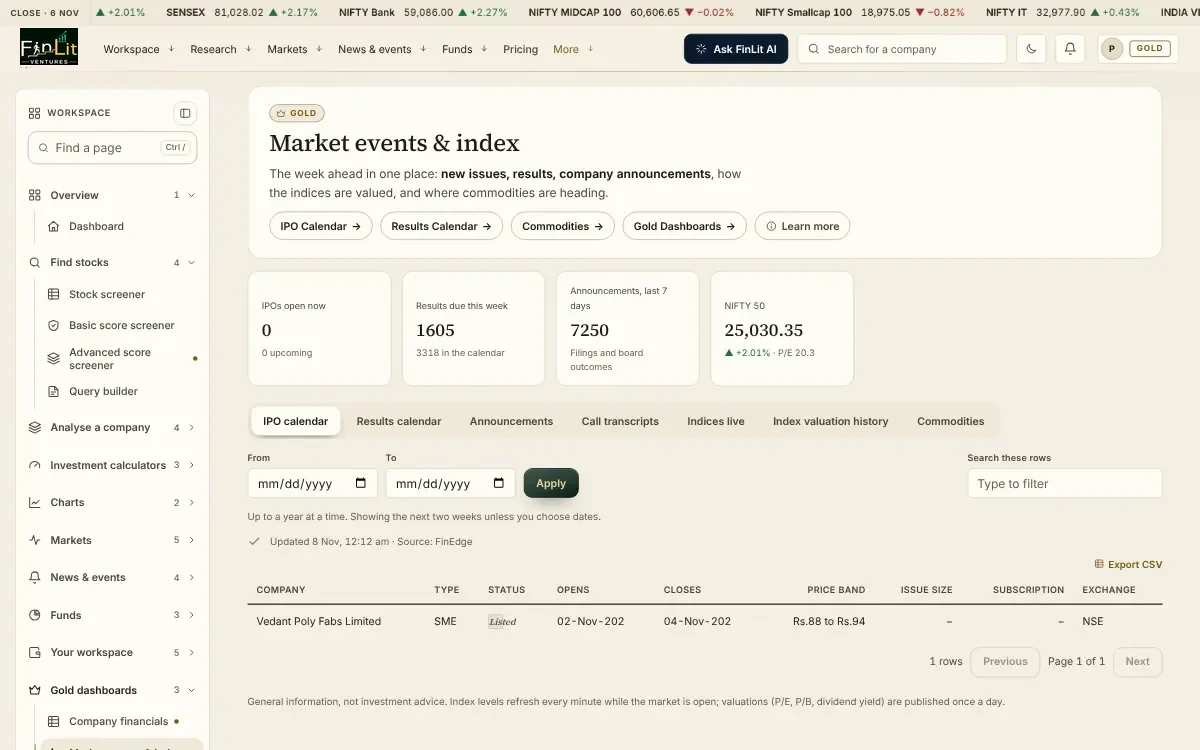 CLOSE · 6 NOV ▲ +2.01% SENSEX 81,028.02 ▲ +2.17% NIFTY Bank 59,086.00 ▲ +2.27% NIFTY MIDCAP 100 60,606.65 ▼ −0.02% NIFTY Smallcap 100 18,975.05 ▼ −0.82% NIFTY IT 32,977.90 ▲ +0.43% INDIA
FinLit
VENTURES
Workspace Research Markets News & events Funds Pricing More Ask FinLit AI Search for a company P GOLD
WORKSPACE
Find a page Ctrl /
Overview 1
Dashboard
Find stocks 4
Stock screener
Basic score screener
Advanced score
screener
Query builder
Analyse a company 4
Investment calculators 3
Charts 2
Markets 5
News & events 4
Funds 3
Your workspace 5
Gold dashboards 3
Company financials
GOLD
Market events & index
The week ahead in one place: new issues, results, company announcements, how
the indices are valued, and where commodities are heading.
IPO Calendar → Results Calendar → Commodities → Gold Dashboards → Learn more
IPOs open now
0
0 upcoming
Results due this week
1605
3318 in the calendar
Announcements, last 7
days
7250
Filings and board
outcomes
NIFTY 50
25,030.35
▲ +2.01% · P/E 20.3
IPO calendar Results calendar Announcements Call transcripts Indices live Index valuation history Commodities
From To Search these rows
mm/dd/yyyy mm/dd/yyyy Apply Type to filter
Up to a year at a time. Showing the next two weeks unless you choose dates.
Updated 8 Nov, 12:12 am · Source: FinEdge
Export CSV
COMPANY TYPE STATUS OPENS CLOSES PRICE BAND ISSUE SIZE SUBSCRIPTION EXCHANGE
Vedant Poly Fabs Limited SME Listed 02-Nov-202 04-Nov-202 Rs.88 to Rs.94 – – NSE
1 rows Previous Page 1 of 1 Next
General information, not investment advice. Index levels refresh every minute while the market is open; valuations (P/E, P/B, dividend yield) are published once a day.